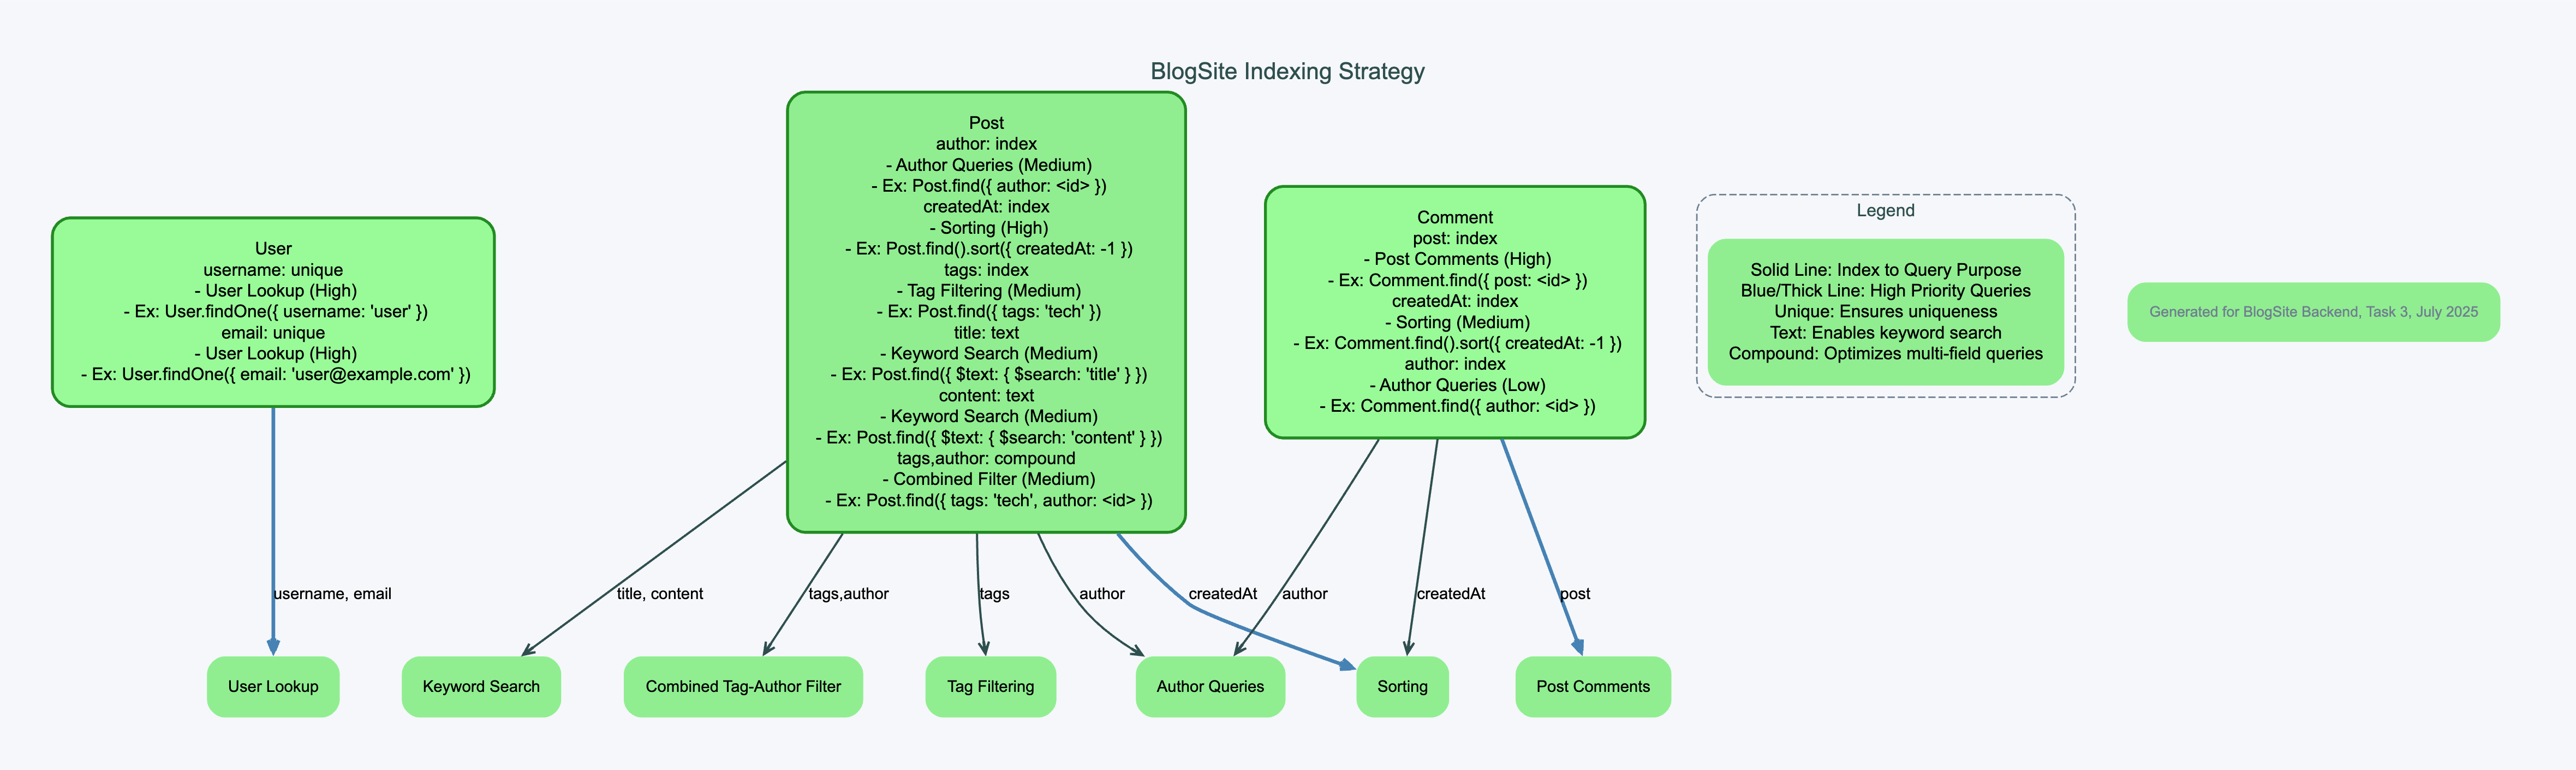 BlogSite Indexing Strategy
User
username: unique
- User Lookup (High)
- Ex: User.findOne({ username: 'user' })
email: unique
- User Lookup (High)
- Ex: User.findOne({ email: 'user@example.com' })
Post
author: index
- Author Queries (Medium)
- Ex: Post.find({ author: <id> })
createdAt: index
- Sorting (High)
- Ex: Post.find().sort({ createdAt: -1 })
tags: index
- Tag Filtering (Medium)
- Ex: Post.find({ tags: 'tech' })
title: text
- Keyword Search (Medium)
- Ex: Post.find({ $text: { $search: 'title' } })
content: text
- Keyword Search (Medium)
- Ex: Post.find({ $text: { $search: 'content' } })
tags,author: compound
- Combined Filter (Medium)
- Ex: Post.find({ tags: 'tech', author: <id> })
Comment
post: index
- Post Comments (High)
- Ex: Comment.find({ post: <id> })
createdAt: index
- Sorting (Medium)
- Ex: Comment.find().sort({ createdAt: -1 })
author: index
- Author Queries (Low)
- Ex: Comment.find({ author: <id> })
Legend
Solid Line: Index to Query Purpose
Blue/Thick Line: High Priority Queries
Unique: Ensures uniqueness
Text: Enables keyword search
Compound: Optimizes multi-field queries
Generated for BlogSite Backend, Task 3, July 2025
username, email
title, content
tags,author
tags
author
createdAt
author
createdAt
post
User Lookup
Keyword Search
Combined Tag-Author Filter
Tag Filtering
Author Queries
Sorting
Post Comments